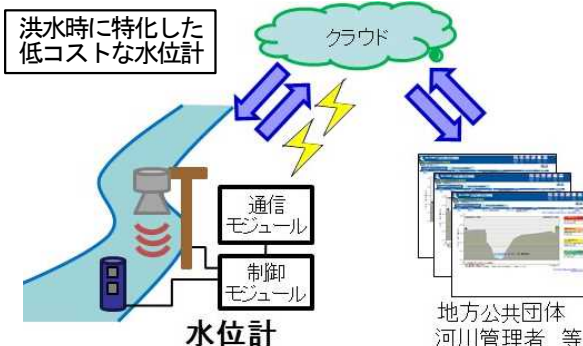 洪水時に特化した
低コストな水位計
クラウド
通信
モジュール
制御
モジュール
水位計
地方公共団体
河川管理者 等